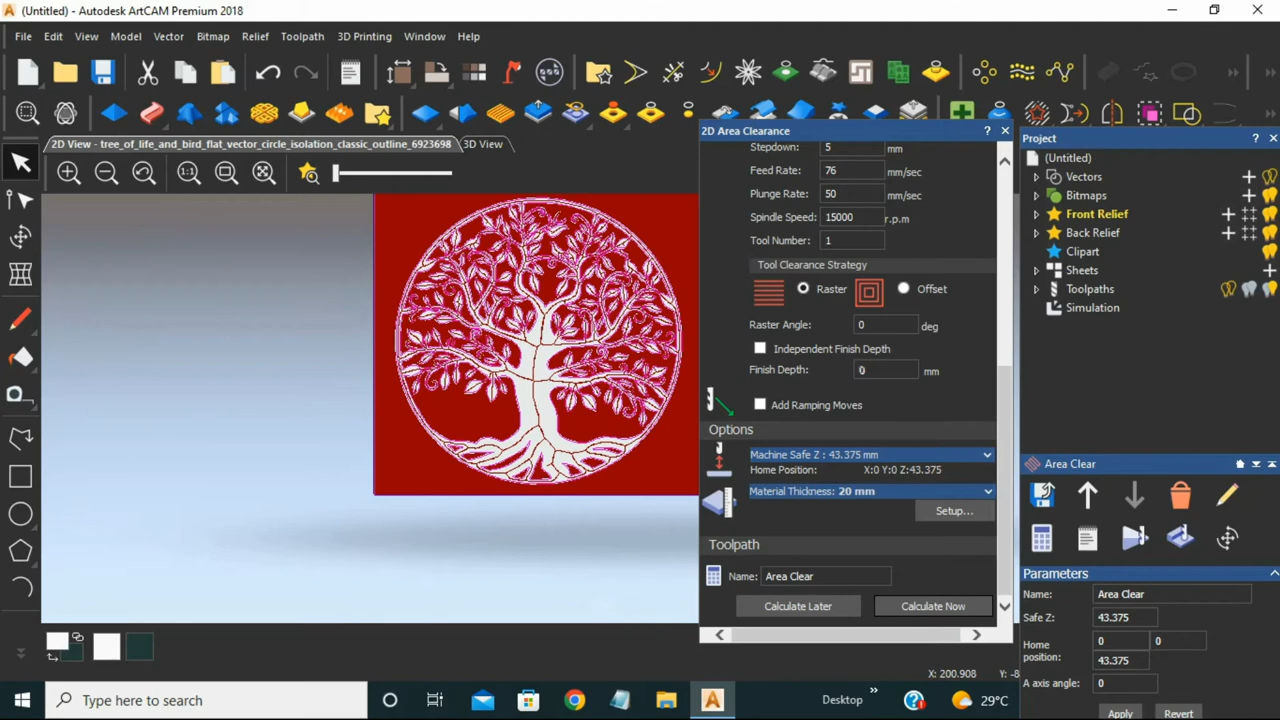 (Untitled) - Autodesk ArtCAM Premium 2018
File Edit View Model Vector Bitmap Relief Toolpath 3D Printing Window Help
2D View - tree_of_life_and_bird_flat_vector_circle_isolation_classic_outline_6923698 3D View
1:1
2D Area Clearance ?
Stepdown: 5 mm
Feed Rate: 76 mm/sec
Plunge Rate: 50 mm/sec
Spindle Speed: 15000 r.p.m
Tool Number: 1
Tool Clearance Strategy
Raster Offset
Raster Angle: 0 deg
Independent Finish Depth
Finish Depth: 0 mm
Add Ramping Moves
Options
Machine Safe Z : 43.375 mm
Home Position: X:0 Y:0 Z:43.375
Material Thickness: 20 mm
Setup...
Toolpath
Name: Area Clear
Calculate Later Calculate Now
Project ?
(Untitled)
Vectors
Bitmaps
Front Relief
Back Relief
Clipart
Sheets
Toolpaths
Simulation
Area Clear
Parameters
Name: Area Clear
Safe Z: 43.375
Home position: 0 0
43.375
A axis angle: 0
Apply Revert
X: 200.908 Y: -8
Type here to search
Desktop
29°C